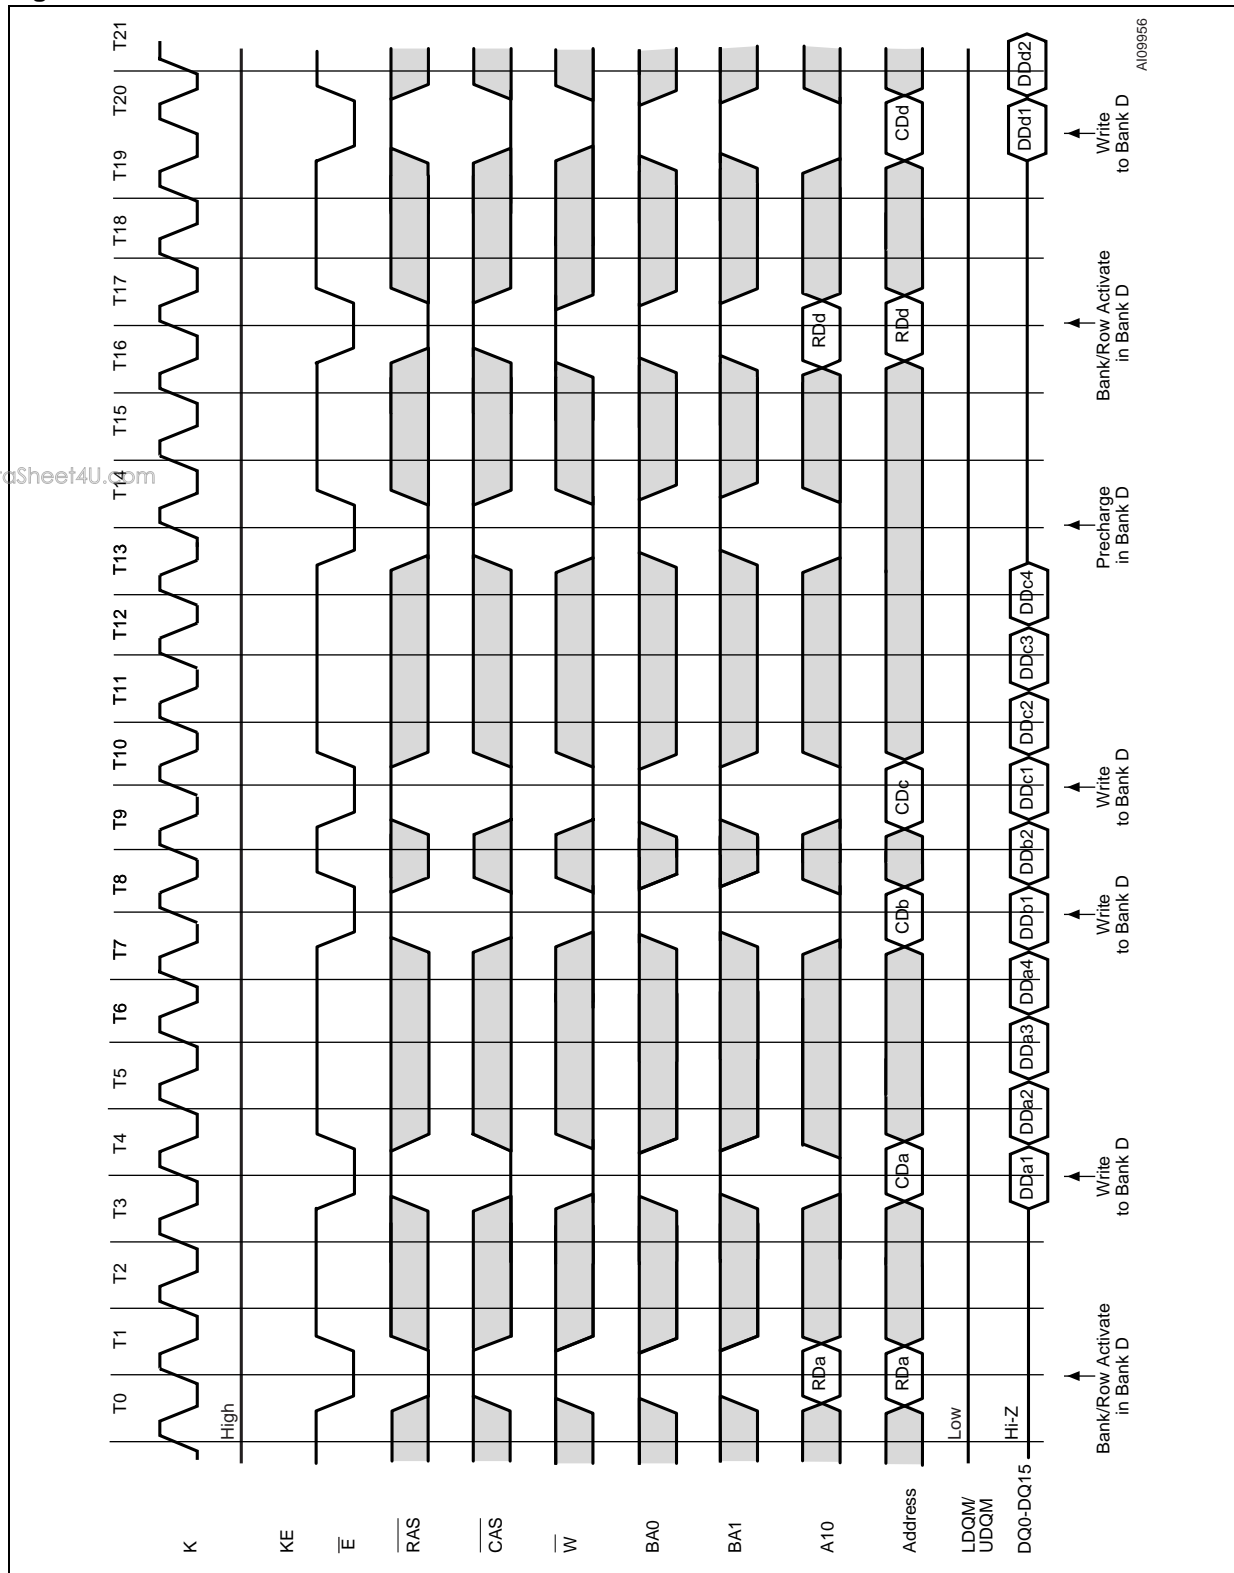 T0 T1 T2 T3 T4 T5 T6 T7 T8 T9 T10 T11 T12 T13 T14 T15 T16 T17 T18 T19 T20 T21
K
High
KE
E
RAS
CAS
W
BA0
BA1
RDa RDd
A10
RDa CDa CDb CDc RDd CDd
Address
Low
LDQM/
UDQM
Hi-Z
DDa1 DDa2 DDa3 DDa4 DDb1 DDb2 DDc1 DDc2 DDc3 DDc4 DDd1 DDd2
DQ0-DQ15
Bank/Row Activate
in Bank D
Write
to Bank D
Write
to Bank D
Write
to Bank D
Precharge
in Bank D
Bank/Row Activate
in Bank D
Write
to Bank D
AI09956
aSheet4U.com